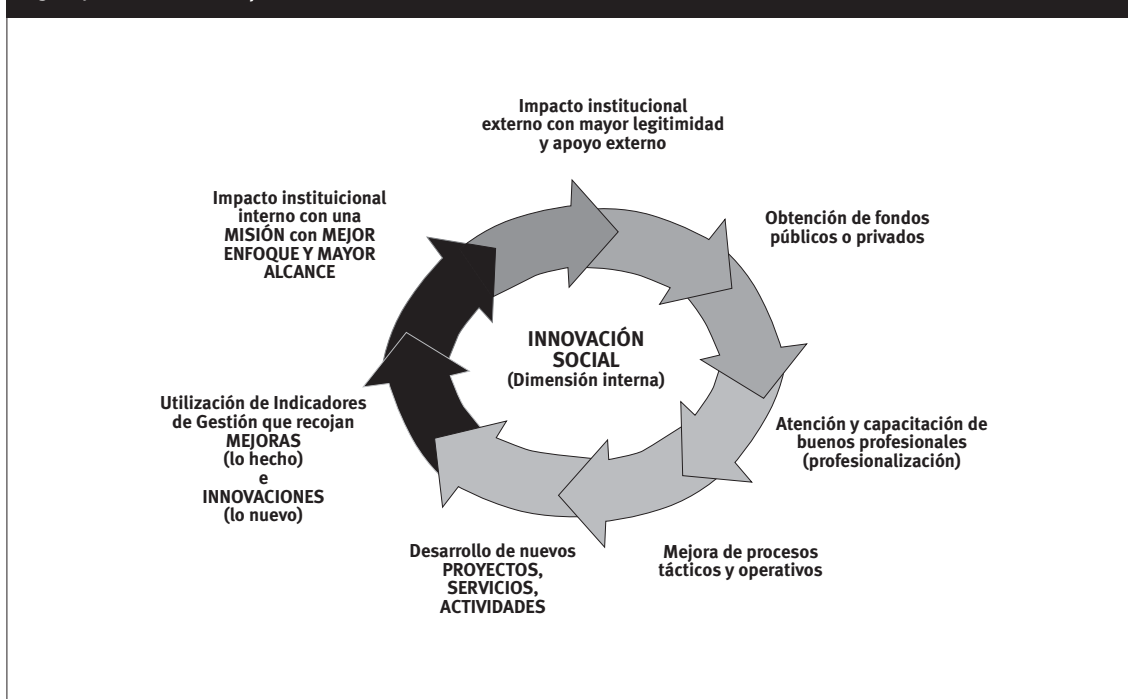 Impacto institucional
externo con mayor legitimidad
y apoyo externo
Obtención de fondos
públicos o privados
Atención y capacitación de
buenos profesionales
(profesionalización)
Mejora de procesos
tácticos y operativos
Desarrollo de nuevos
PROYECTOS,
SERVICIOS,
ACTIVIDADES
Utilización de Indicadores
de Gestión que recojan
MEJORAS
(lo hecho)
e
INNOVACIONES
(lo nuevo)
Impacto instituicional
interno con una
MISIÓN con MEJOR
ENFOQUE Y MAYOR
ALCANCE
INNOVACIÓN
SOCIAL
(Dimensión interna)